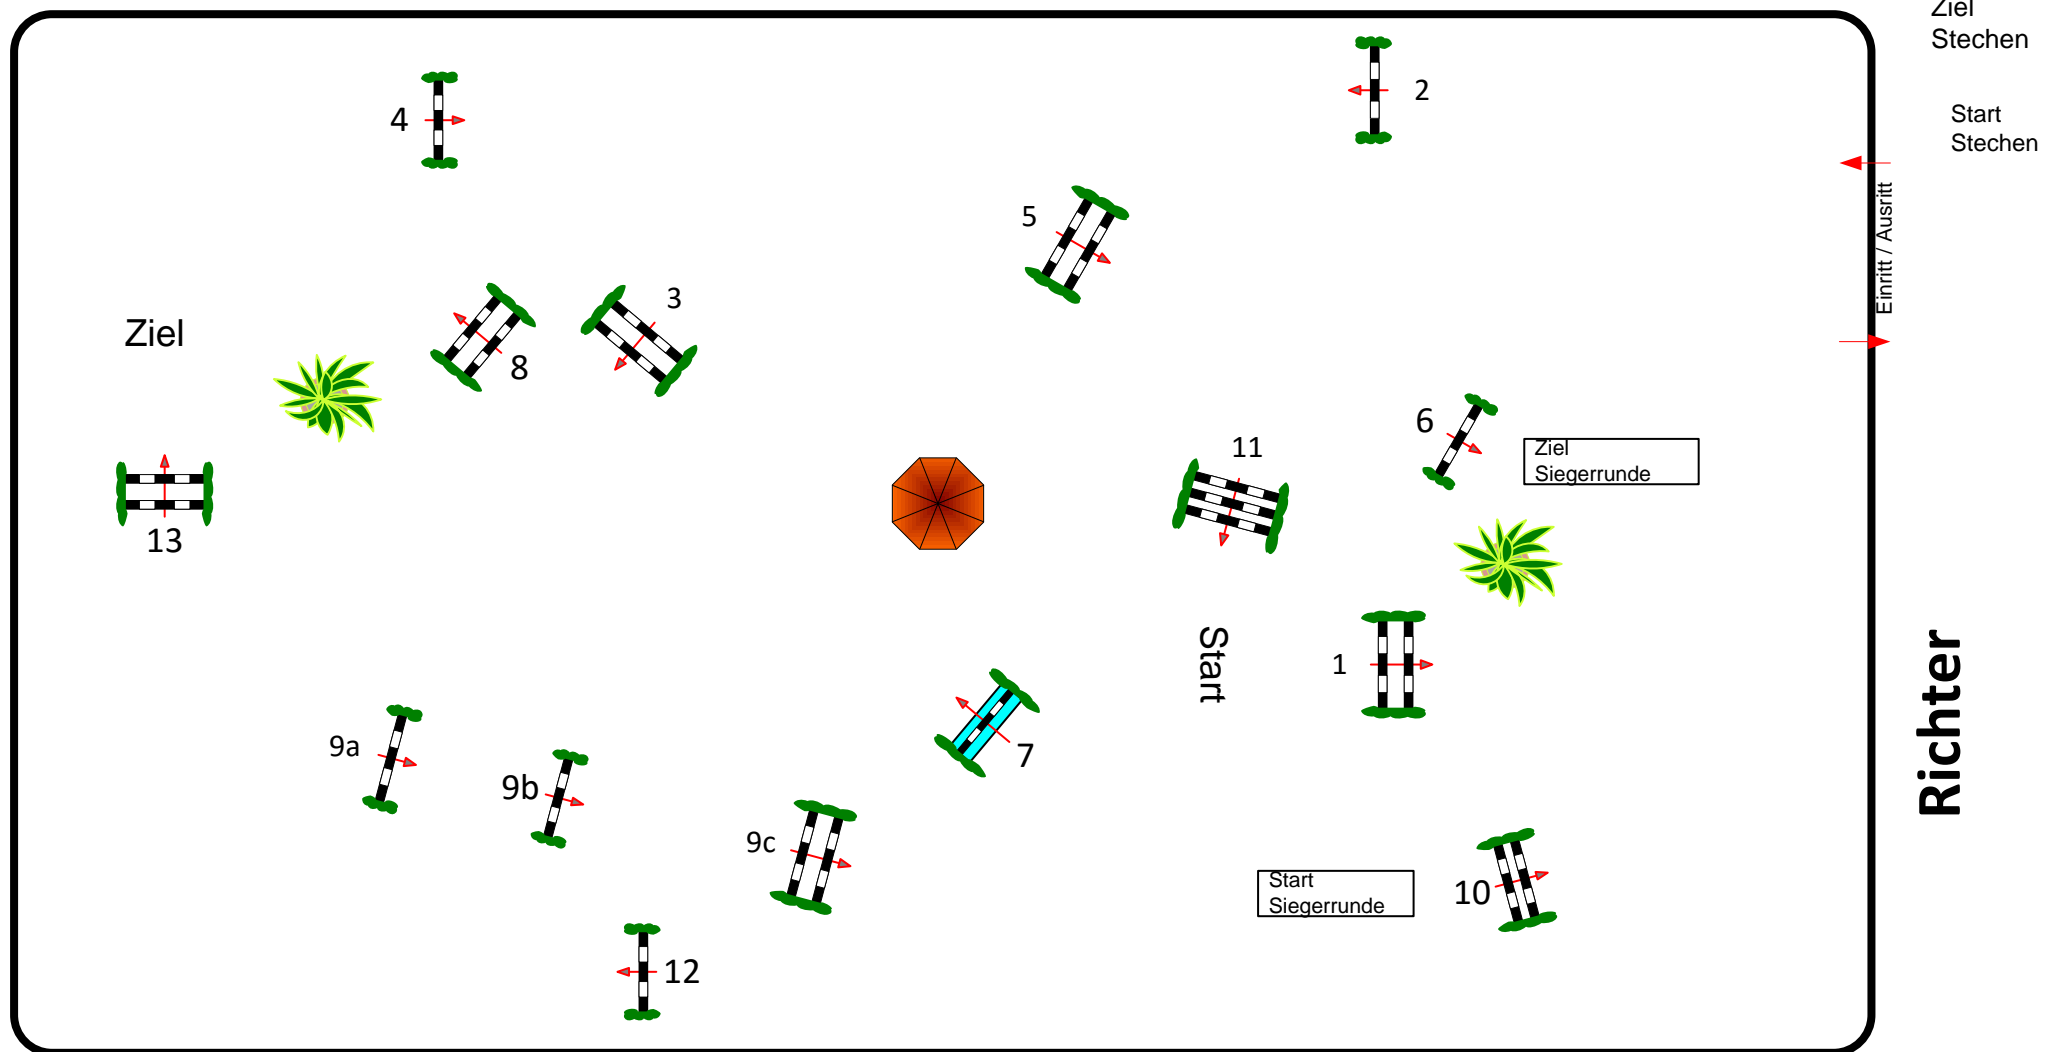 Ziel
Stechen
2
4
Start
Stechen
Einritt / Ausritt
5
3
Ziel
8
6
11
Ziel
Siegerrunde
13
Start
1
Richter
9a
7
9b
9c
Start
Siegerrunde
10
12